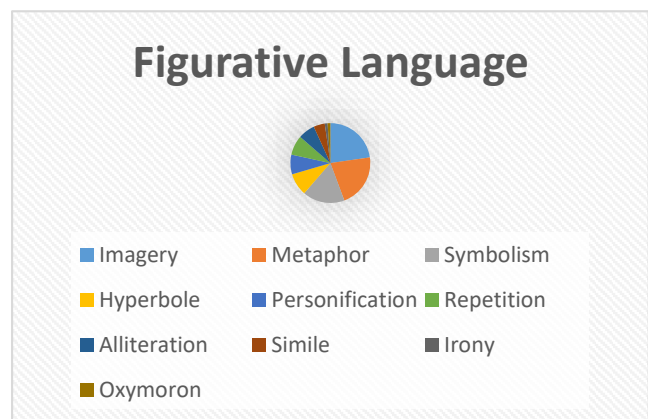 Figurative Language
Imagery Metaphor Symbolism
Hyperbole Personification Repetition
Alliteration Simile Irony
Oxymoron